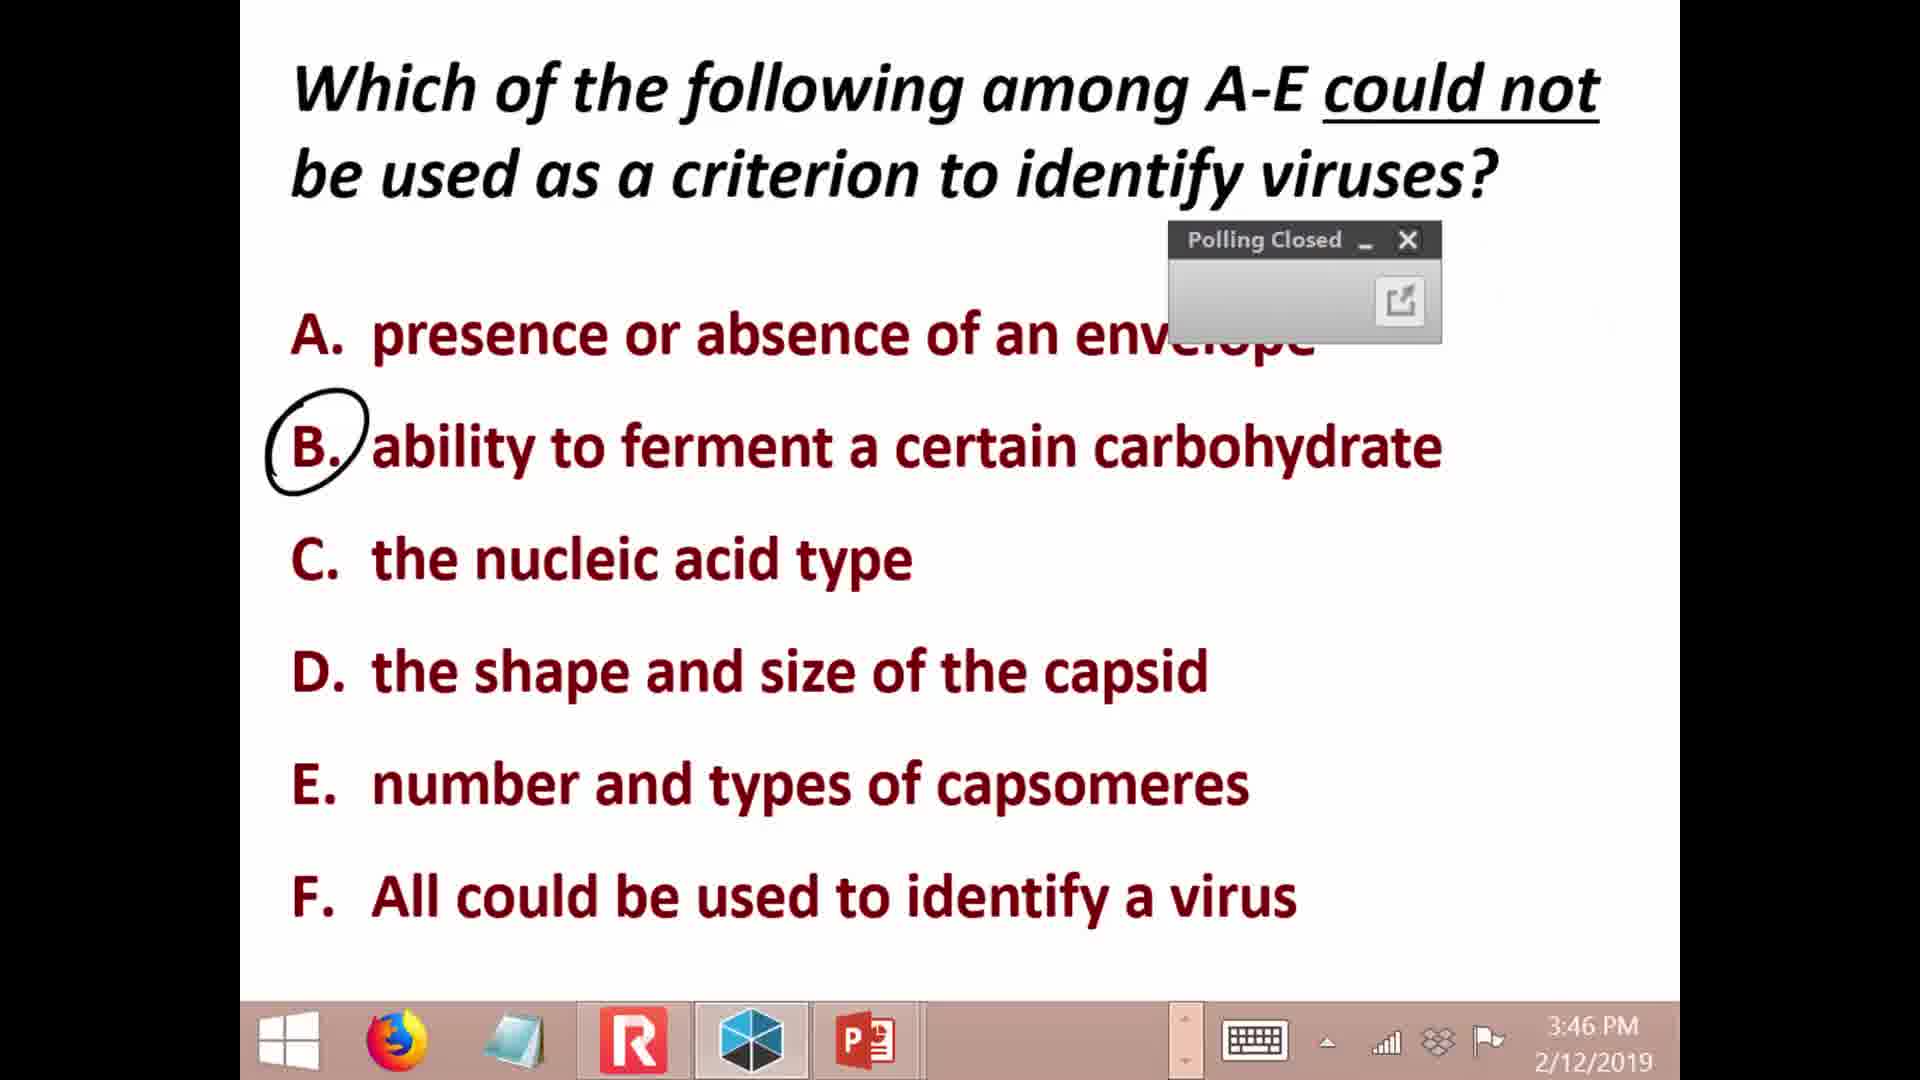 Which of the following among A-E could not
be used as a criterion to identify viruses?
Polling Closed
A. presence or absence of an envelope
B. ability to ferment a certain carbohydrate
C. the nucleic acid type
D. the shape and size of the capsid
E. number and types of capsomeres
F. All could be used to identify a virus
3:46 PM
2/12/2019